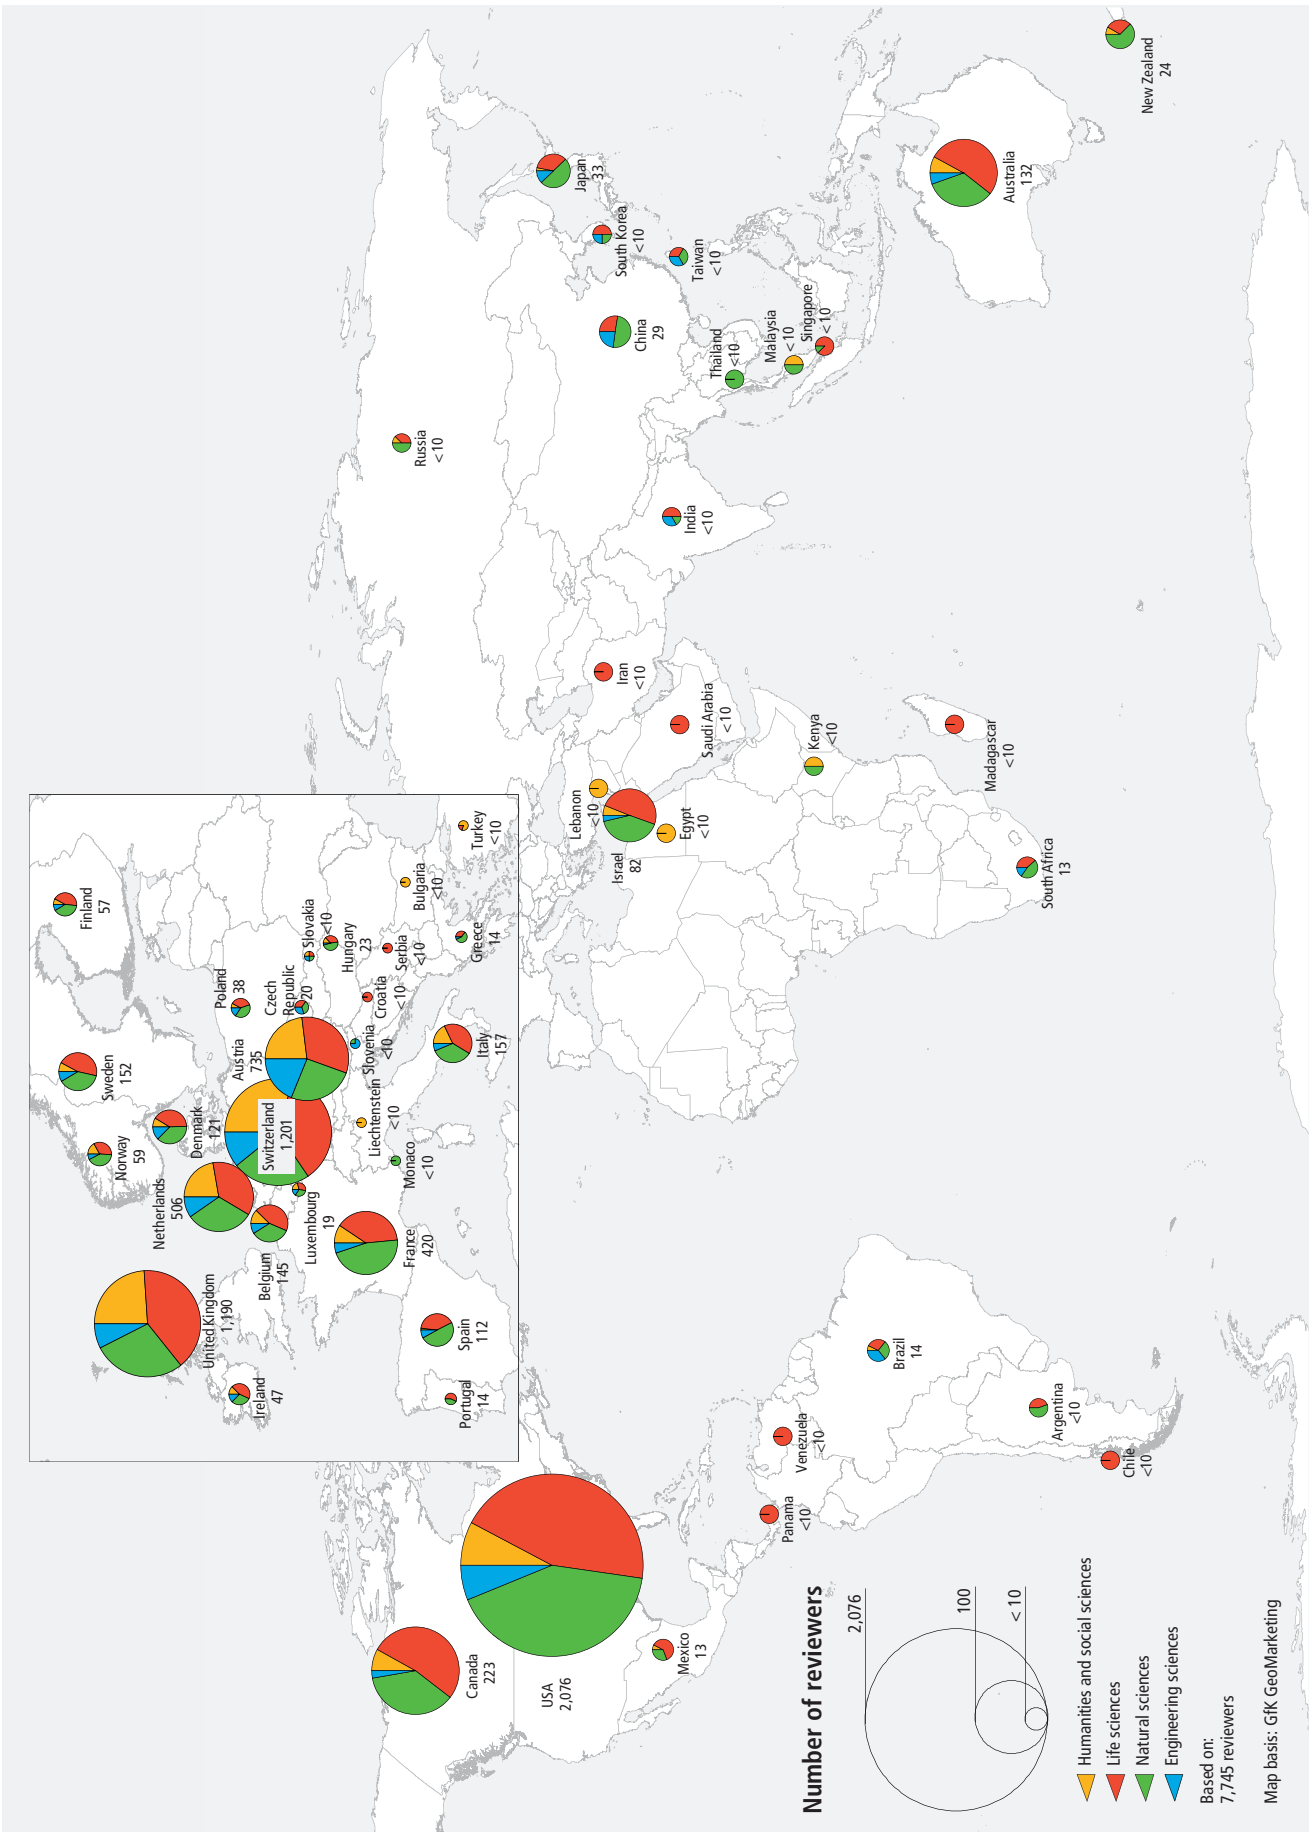 Finland
57
Sweden
152
Norway
59
Denmark
121
Netherlands
506
United Kingdom
1,190
Ireland
47
Belgium
145
Luxembourg
19
France
420
Spain
112
Portugal
14
Switzerland
1,201
Austria
735
Poland
38
Czech
Republic
20
Slovakia
<10
Hungary
23
Serbia
<10
Croatia
<10
Slovenia
<10
Liechtenstein
<10
Monaco
<10
Italy
157
Greece
14
Bulgaria
<10
Turkey
<10
Canada
223
USA
2,076
Mexico
13
Panama
<10
Venezuela
<10
Brazil
14
Argentina
<10
Chile
<10
Lebanon
<10
Israel
82
Egypt
<10
Saudi Arabia
<10
Iran
<10
Kenya
<10
Madagascar
<10
South Africa
13
Russia
<10
India
<10
China
29
Japan
33
South Korea
<10
Taiwan
<10
Thailand
<10
Malaysia
<10
Singapore
<10
Australia
132
New Zealand
24
Number of reviewers
2,076
100
<10
Humanities and social sciences
Life sciences
Natural sciences
Engineering sciences
Based on:
7,745 reviewers
Map basis: GfK GeoMarketing